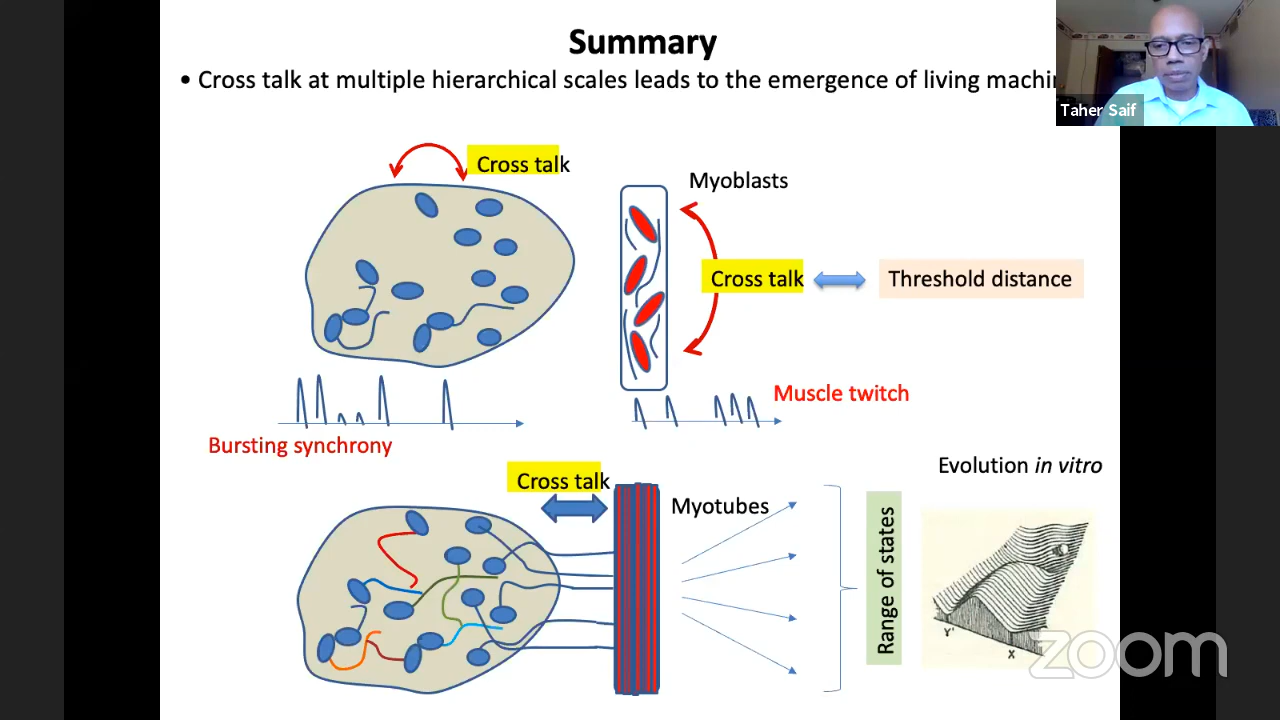 Summary
• Cross talk at multiple hierarchical scales leads to the emergence of living machin
Taher Saif
Cross talk
Myoblasts
Cross talk
Threshold distance
Muscle twitch
Bursting synchrony
Evolution in vitro
Cross talk
Myotubes
Range of states
Y'
X
zoom